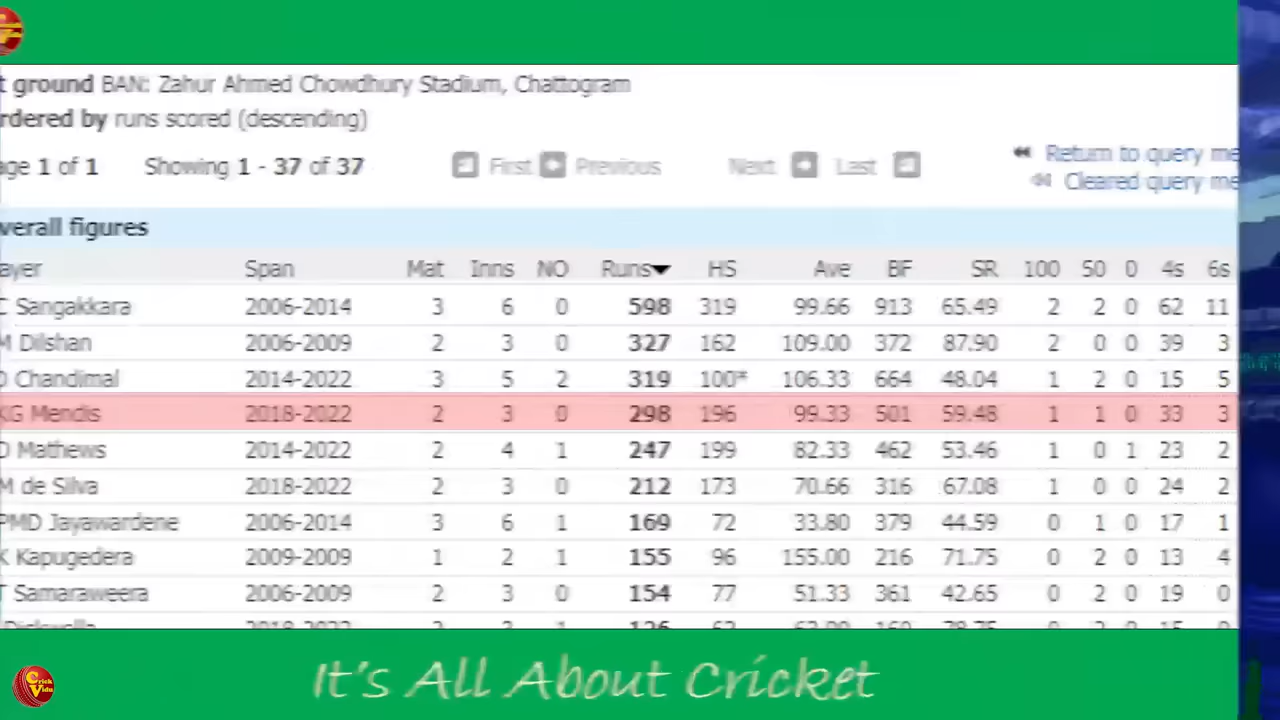 t ground BAN: Zahur Ahmed Chowdhury Stadium, Chattogram
rdered by runs scored (descending)
age 1 of 1 Showing 1 - 37 of 37 First Previous Next Last Return to query me
Cleared query me
verall figures
ayer Span Mat Inns NO Runs HS Ave BF SR 100 50 0 4s 6s
C Sangakkara 2006-2014 3 6 0 598 319 99.66 913 65.49 2 2 0 62 11
M Dilshan 2006-2009 2 3 0 327 162 109.00 372 87.90 2 0 0 39 3
D Chandimal 2014-2022 3 5 2 319 100* 106.33 664 48.04 1 2 0 15 5
KG Mendis 2018-2022 2 3 0 298 196 99.33 501 59.48 1 1 0 33 3
D Mathews 2014-2022 2 4 1 247 199 82.33 462 53.46 1 0 1 23 2
M de Silva 2018-2022 2 3 0 212 173 70.66 316 67.08 1 0 0 24 2
PMD Jayawardene 2006-2014 3 6 1 169 72 33.80 379 44.59 0 1 0 17 1
K Kapugedera 2009-2009 1 2 1 155 96 155.00 216 71.75 0 2 0 13 4
T Samaraweera 2006-2009 2 3 0 154 77 51.33 361 42.65 0 2 0 19 0
Crick Vidu It's All About Cricket